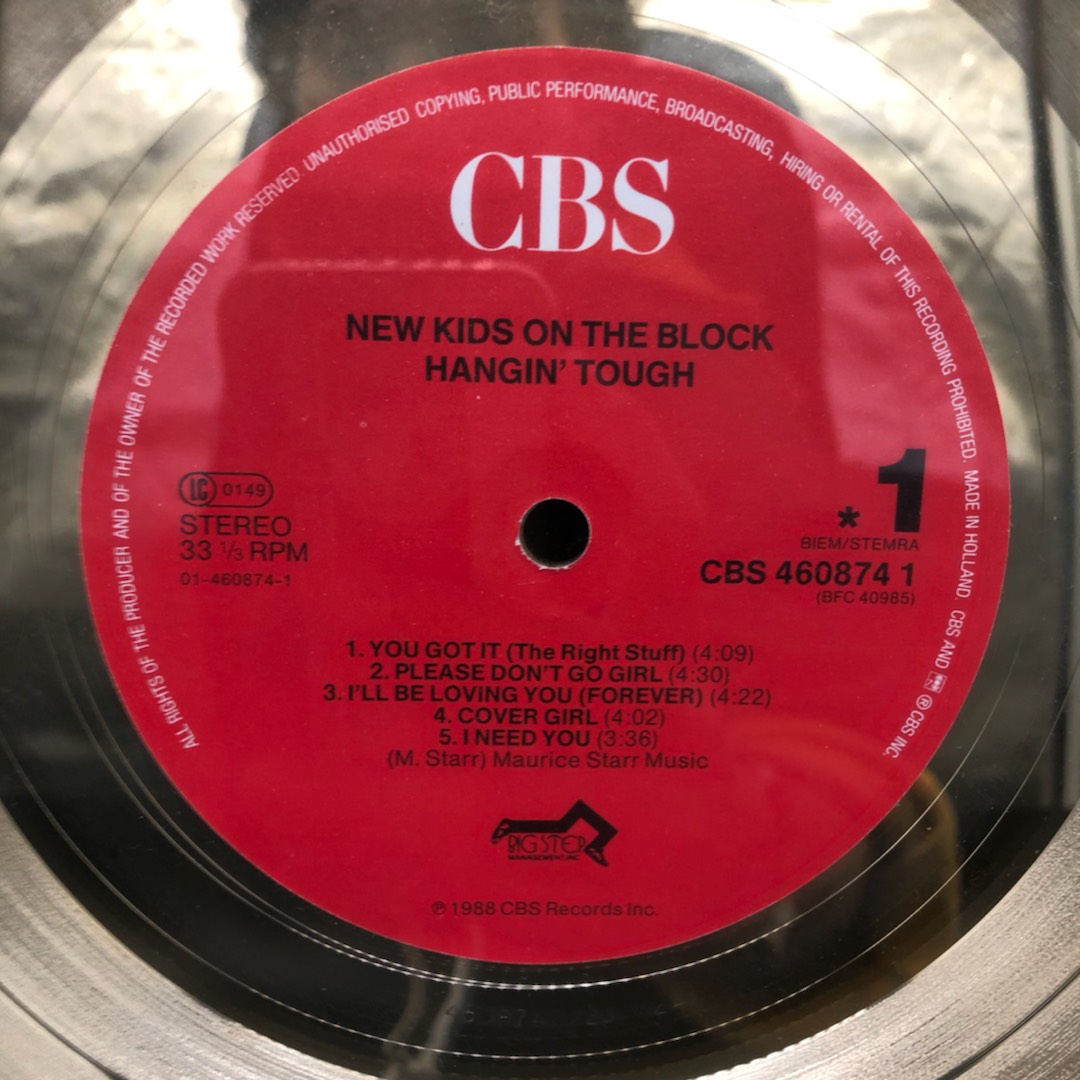 ALL RIGHTS OF THE PRODUCER AND OF THE OWNER OF THE RECORDED WORK RESERVED. UNAUTHORISED COPYING, PUBLIC PERFORMANCE, BROADCASTING, HIRING OR RENTAL OF THIS RECORDING PROHIBITED. MADE IN HOLLAND. CBS AND ® CBS INC.
CBS
NEW KIDS ON THE BLOCK
HANGIN' TOUGH
LC 0149
STEREO
33 1/3 RPM
01-460874-1
* 1
BIEM/STEMRA
CBS 460874 1
(BFC 40985)
1. YOU GOT IT (The Right Stuff) (4:09)
2. PLEASE DON'T GO GIRL (4:30)
3. I'LL BE LOVING YOU (FOREVER) (4:22)
4. COVER GIRL (4:02)
5. I NEED YOU (3:36)
(M. Starr) Maurice Starr Music
BIG STEP
MANAGEMENT, INC.
℗ 1988 CBS Records Inc.